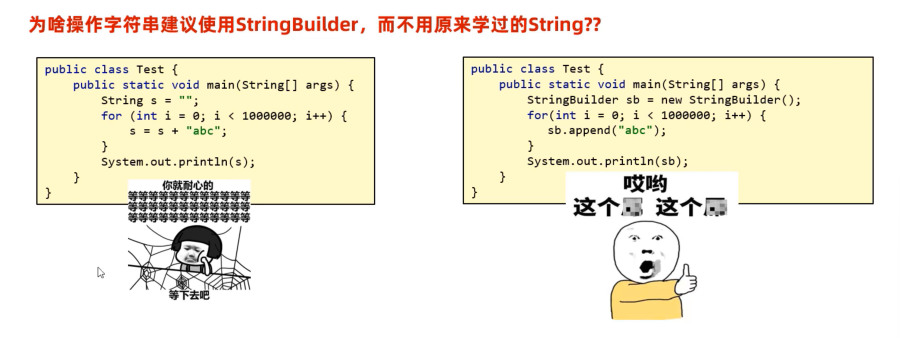 为啥操作字符串建议使用StringBuilder，而不用原来学过的String??
public class Test {
public static void main(String[] args) {
String s = "";
for (int i = 0; i < 1000000; i++) {
s = s + "abc";
}
System.out.println(s);
}
}
你就耐心的
等等等等等等等等等等等等
等等等等等等等等等等等等
等等等等等等等等等等等等
等下去吧
public class Test {
public static void main(String[] args) {
StringBuilder sb = new StringBuilder();
for(int i = 0; i < 1000000; i++) {
sb.append("abc");
}
System.out.println(sb);
}
}
哎哟
这个 这个